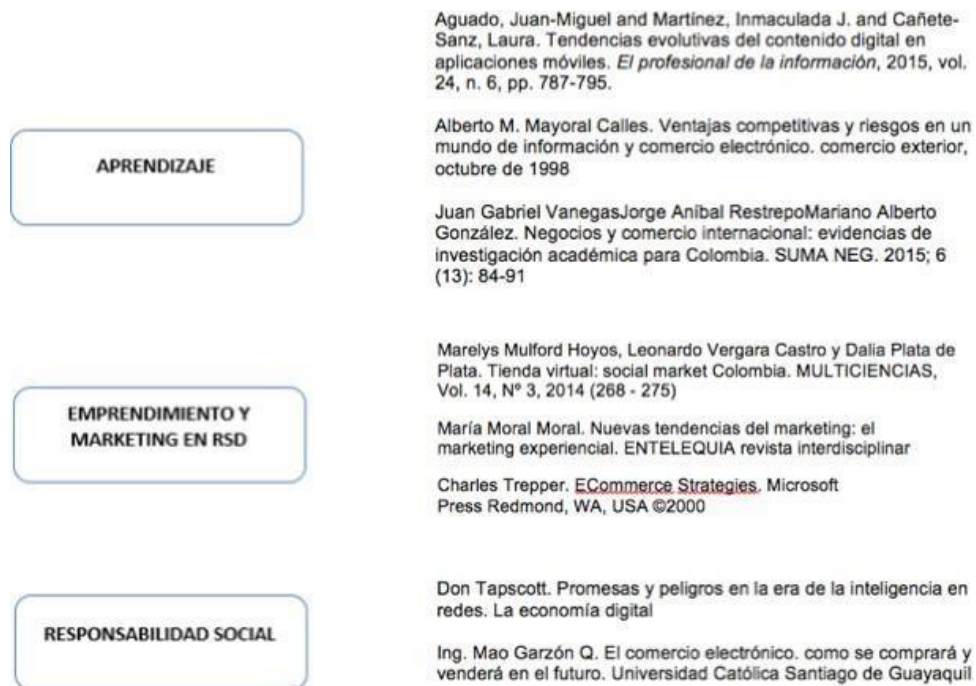 Aguado, Juan-Miguel and Martínez, Inmaculada J. and Cañete-
Sanz, Laura. Tendencias evolutivas del contenido digital en
aplicaciones móviles. El profesional de la información, 2015, vol.
24, n. 6, pp. 787-795.
APRENDIZAJE
Alberto M. Mayoral Calles. Ventajas competitivas y riesgos en un
mundo de información y comercio electrónico. comercio exterior,
octubre de 1998
Juan Gabriel VanegasJorge Aníbal RestrepoMariano Alberto
González. Negocios y comercio internacional: evidencias de
investigación académica para Colombia. SUMA NEG. 2015; 6
(13): 84-91
EMPRENDIMIENTO Y
MARKETING EN RSD
Marelys Mulford Hoyos, Leonardo Vergara Castro y Dalia Plata de
Plata. Tienda virtual: social market Colombia. MULTICIENCIAS,
Vol. 14, Nº 3, 2014 (268 - 275)
María Moral Moral. Nuevas tendencias del marketing: el
marketing experiencial. ENTELEQUIA revista interdisciplinar
Charles Trepper. ECommerce Strategies. Microsoft
Press Redmond, WA, USA ©2000
RESPONSABILIDAD SOCIAL
Don Tapscott. Promesas y peligros en la era de la inteligencia en
redes. La economía digital
Ing. Mao Garzón Q. El comercio electrónico. como se comprará y
venderá en el futuro. Universidad Católica Santiago de Guayaquil